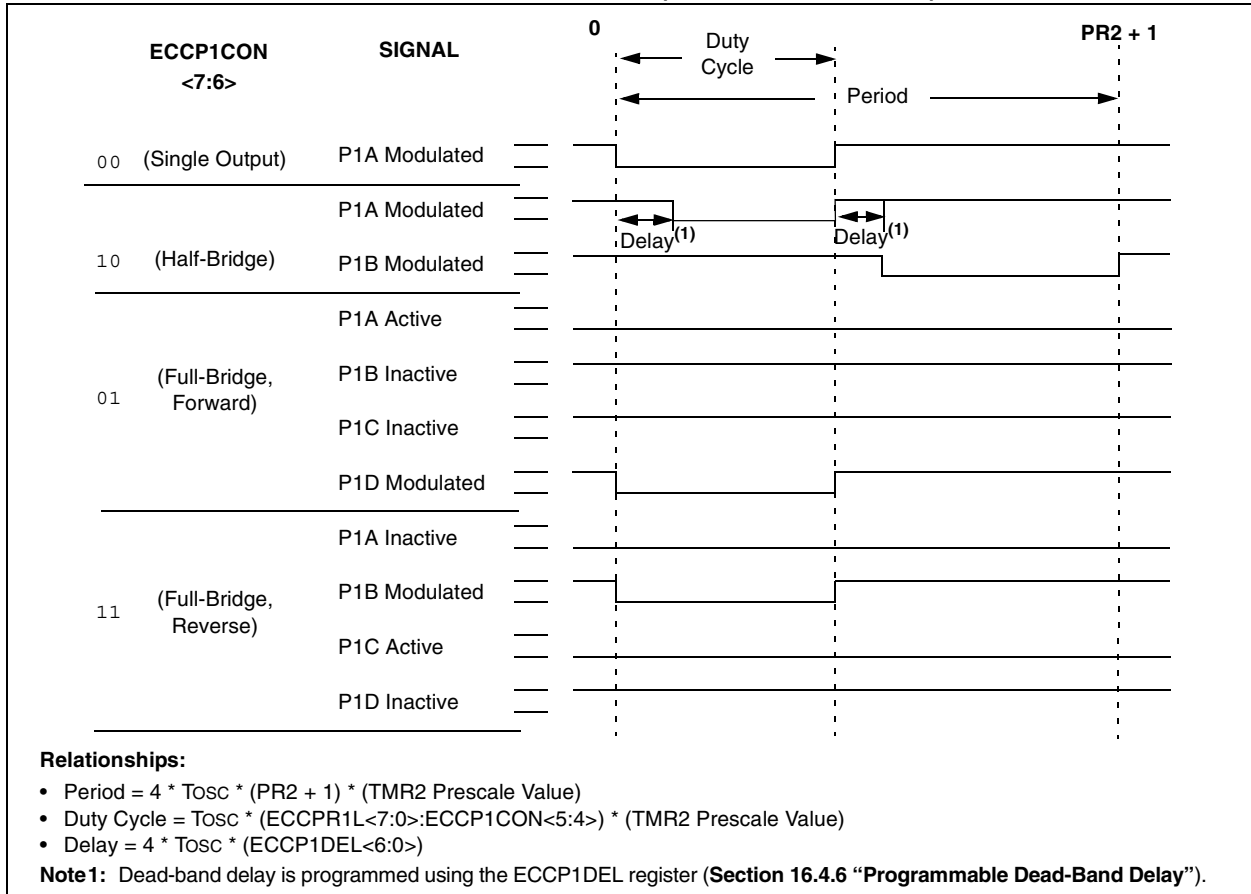 ECCP1CON
<7:6>
SIGNAL
0
Duty
Cycle
PR2 + 1
Period
00 (Single Output) P1A Modulated
P1A Modulated
Delay(1) Delay(1)
10 (Half-Bridge) P1B Modulated
P1A Active
01 (Full-Bridge,
Forward)
P1B Inactive
P1C Inactive
P1D Modulated
P1A Inactive
11 (Full-Bridge,
Reverse)
P1B Modulated
P1C Active
P1D Inactive
Relationships:
• Period = 4 * TOSC * (PR2 + 1) * (TMR2 Prescale Value)
• Duty Cycle = TOSC * (ECCPR1L<7:0>:ECCP1CON<5:4>) * (TMR2 Prescale Value)
• Delay = 4 * TOSC * (ECCP1DEL<6:0>)
Note1: Dead-band delay is programmed using the ECCP1DEL register (Section 16.4.6 “Programmable Dead-Band Delay”).